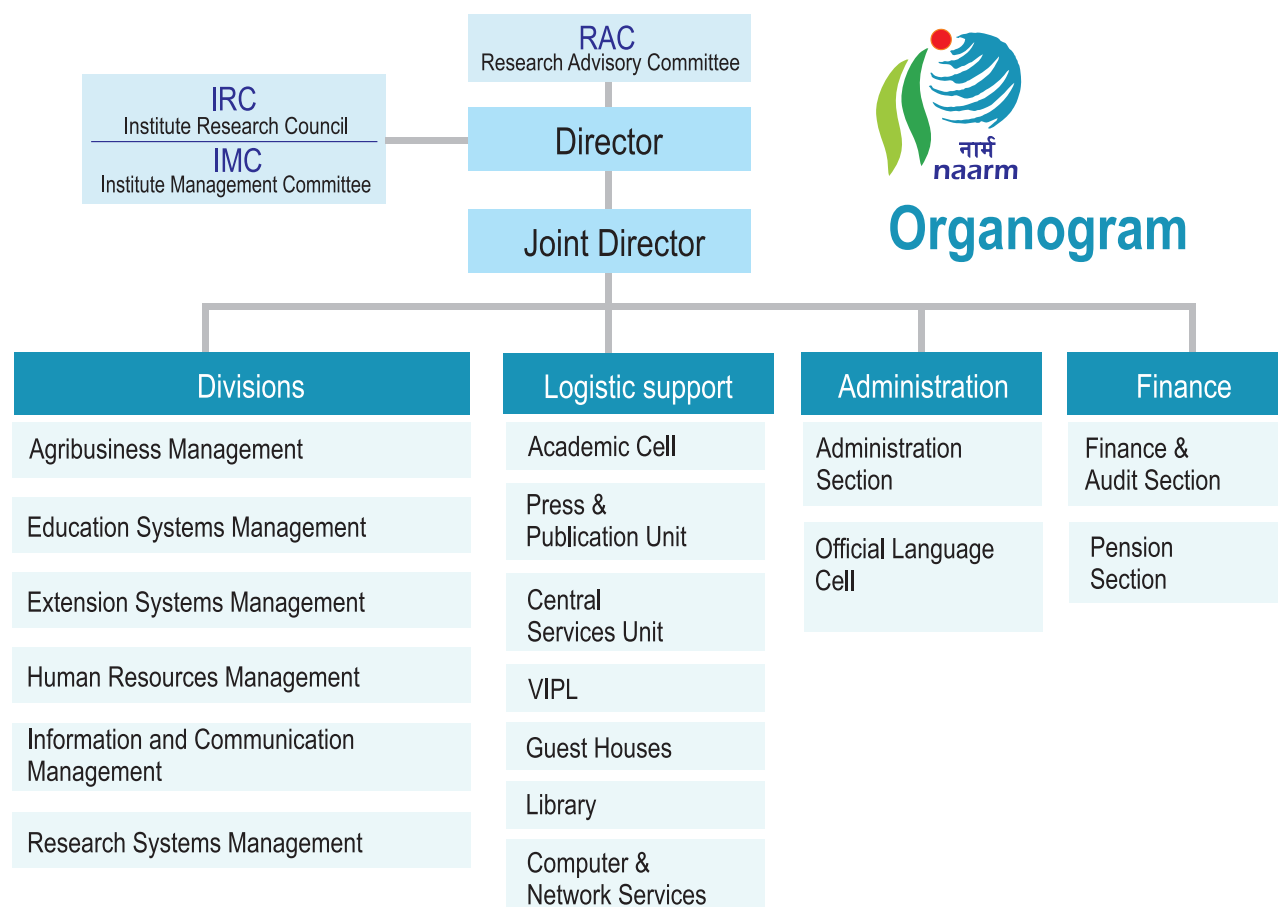 RAC
Research Advisory Committee
IRC
Institute Research Council
IMC
Institute Management Committee
Director
Joint Director
नार्म
naarm
Organogram
Divisions
Agribusiness Management
Education Systems Management
Extension Systems Management
Human Resources Management
Information and Communication
Management
Research Systems Management
Logistic support
Academic Cell
Press &
Publication Unit
Central
Services Unit
VIPL
Guest Houses
Library
Computer &
Network Services
Administration
Administration
Section
Official Language
Cell
Finance
Finance &
Audit Section
Pension
Section